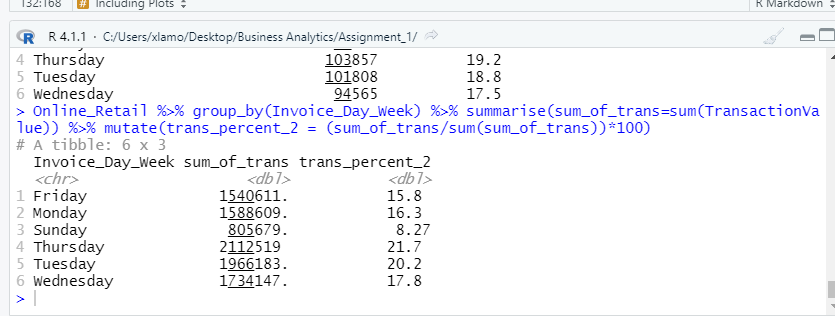 132:168 # Including Plots R Markdown
R 4.1.1 · C:/Users/xlamo/Desktop/Business Analytics/Assignment_1/
4 Thursday 103857 19.2
5 Tuesday 101808 18.8
6 Wednesday 94565 17.5
> Online_Retail %>% group_by(Invoice_Day_Week) %>% summarise(sum_of_trans=sum(TransactionVa
lue)) %>% mutate(trans_percent_2 = (sum_of_trans/sum(sum_of_trans))*100)
# A tibble: 6 x 3
Invoice_Day_Week sum_of_trans trans_percent_2
<chr> <dbl> <dbl>
1 Friday 1540611. 15.8
2 Monday 1588609. 16.3
3 Sunday 805679. 8.27
4 Thursday 2112519 21.7
5 Tuesday 1966183. 20.2
6 Wednesday 1734147. 17.8
>